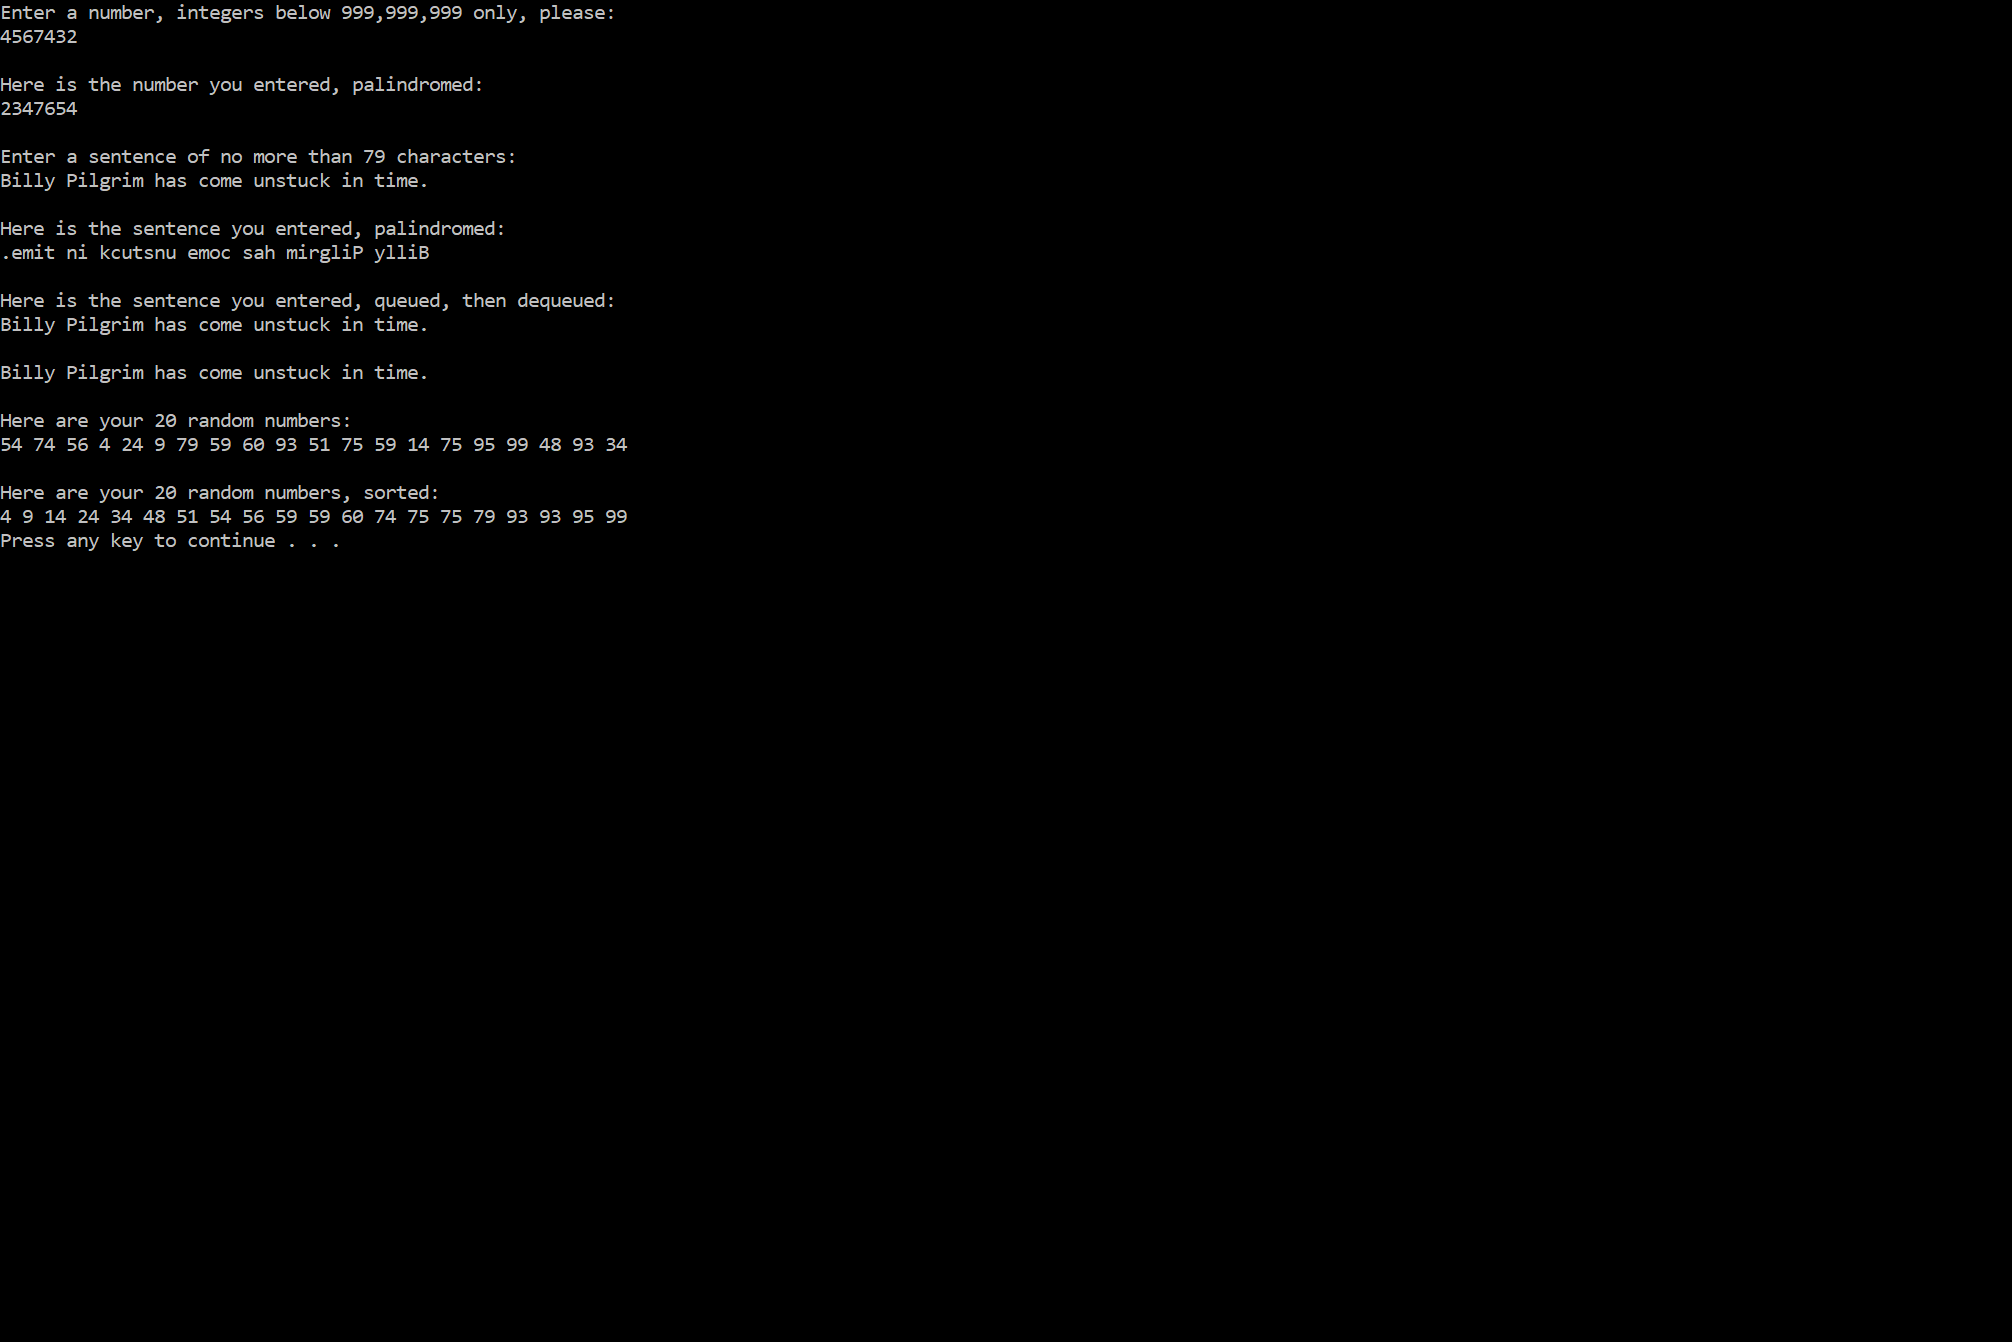 Enter a number, integers below 999,999,999 only, please:
4567432
Here is the number you entered, palindromed:
2347654
Enter a sentence of no more than 79 characters:
Billy Pilgrim has come unstuck in time.
Here is the sentence you entered, palindromed:
.emit ni kcutsnu emoc sah mirgliP ylliB
Here is the sentence you entered, queued, then dequeued:
Billy Pilgrim has come unstuck in time.
Billy Pilgrim has come unstuck in time.
Here are your 20 random numbers:
54 74 56 4 24 9 79 59 60 93 51 75 59 14 75 95 99 48 93 34
Here are your 20 random numbers, sorted:
4 9 14 24 34 48 51 54 56 59 59 60 74 75 75 79 93 93 95 99
Press any key to continue . . .